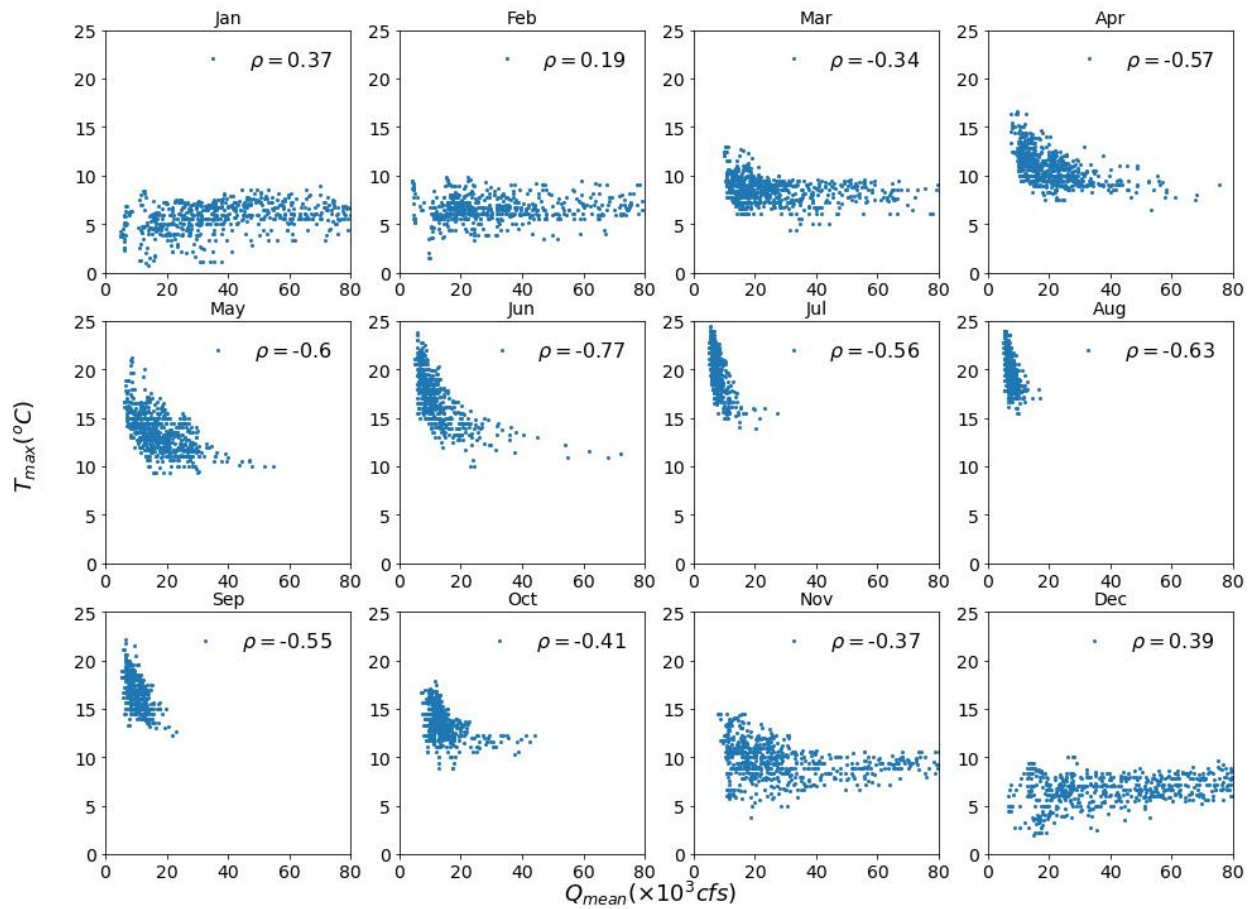 Jan Feb Mar Apr
25 25 25 25
ρ = 0.37 ρ = 0.19 ρ = -0.34 ρ = -0.57
20 20 20 20
15 15 15 15
10 10 10 10
5 5 5 5
0 0 0 0
0 20 40 60 80 0 20 40 60 80 0 20 40 60 80 0 20 40 60 80
May Jun Jul Aug
25 25 25 25
ρ = -0.6 ρ = -0.77 ρ = -0.56 ρ = -0.63
20 20 20 20
15 15 15 15
T_max(°C)
10 10 10 10
5 5 5 5
0 0 0 0
0 20 40 60 80 0 20 40 60 80 0 20 40 60 80 0 20 40 60 80
Sep Oct Nov Dec
25 25 25 25
ρ = -0.55 ρ = -0.41 ρ = -0.37 ρ = 0.39
20 20 20 20
15 15 15 15
10 10 10 10
5 5 5 5
0 0 0 0
0 20 40 60 80 0 20 40 60 80 0 20 40 60 80 0 20 40 60 80
Q_mean(×10³cfs)